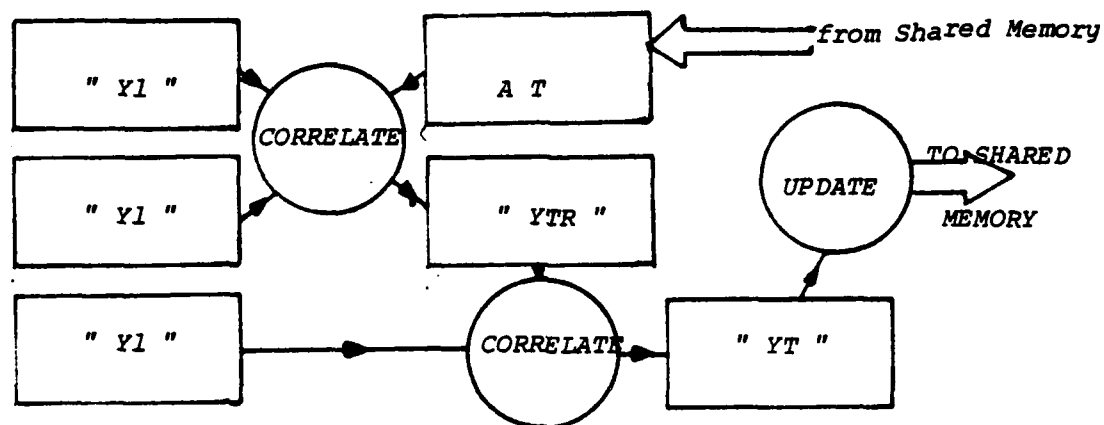 from Shared Memory
" Y1 "
A T
CORRELATE
TO SHARED
UPDATE
" Y1 "
" YTR "
MEMORY
" Y1 "
CORRELATE
" YT "